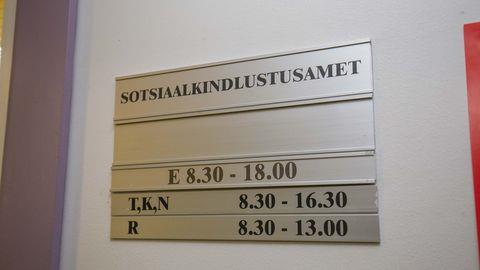 SOTSIAALKINDLUSTUSAMET
E 8.30 - 18.00
T,K,N 8.30 - 16.30
R 8.30 - 13.00